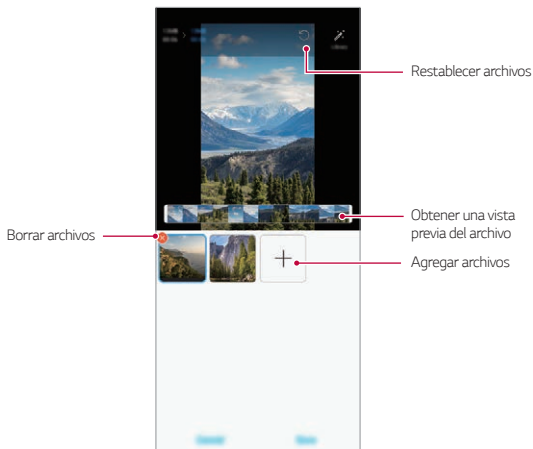 Restablecer archivos
Obtener una vista
previa del archivo
Borrar archivos
Agregar archivos